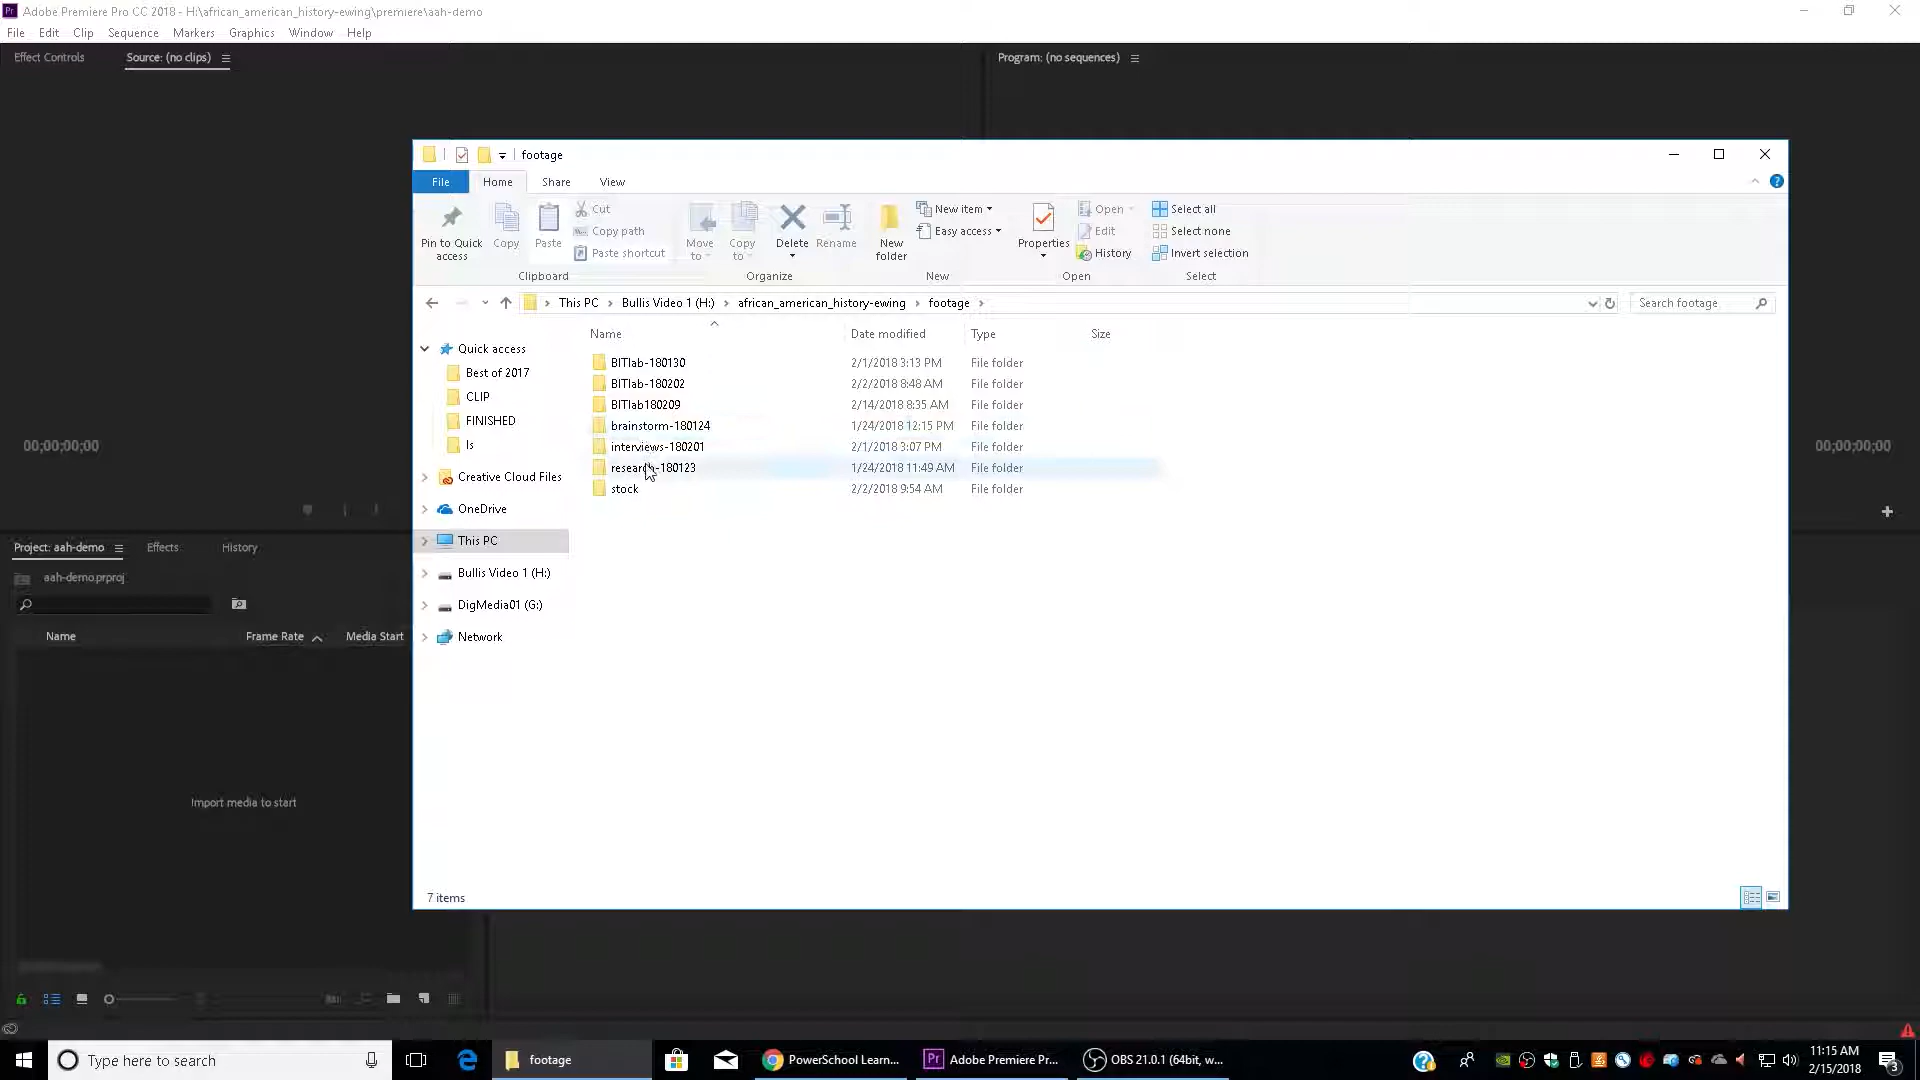 Adobe Premiere Pro CC 2018 - H:\african_american_history-ewing\premiere\aah-demo
File Edit Clip Sequence Markers Graphics Window Help
Effect Controls Source: (no clips) Program: (no sequences)
footage
File Home Share View
Pin to Quick access
Copy
Paste
Cut
Copy path
Paste shortcut
Move to
Copy to
Delete
Rename
New folder
New item
Easy access
Properties
Open
Edit
History
Select all
Select none
Invert selection
Clipboard Organize New Open Select
This PC Bullis Video 1 (H:) african_american_history-ewing footage
Search footage
Name Date modified Type Size
BITlab-180130 2/1/2018 3:13 PM File folder
BITlab-180202 2/2/2018 8:48 AM File folder
BITlab180209 2/14/2018 8:35 AM File folder
brainstorm-180124 1/24/2018 12:15 PM File folder
interviews-180201 2/1/2018 3:07 PM File folder
research-180123 1/24/2018 11:49 AM File folder
stock 2/2/2018 9:54 AM File folder
Quick access
Best of 2017
CLIP
FINISHED
ls
Creative Cloud Files
OneDrive
This PC
Bullis Video 1 (H:)
DigMedia01 (G:)
Network
7 items
00;00;00;00
00;00;00;00
Project: aah-demo Effects History
aah-demo.prproj
Name Frame Rate Media Start
Import media to start
Type here to search
footage
PowerSchool Learn...
Adobe Premiere Pr...
OBS 21.0.1 (64bit, w...
11:15 AM
2/15/2018
3